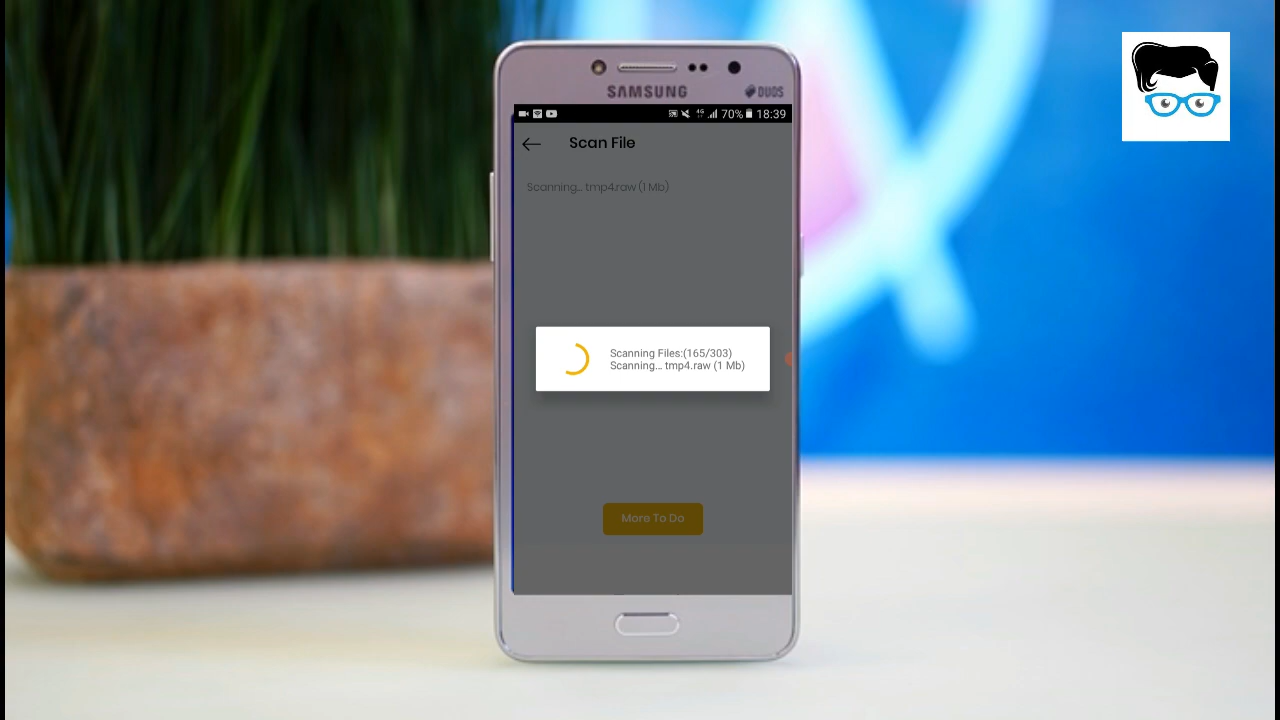 SAMSUNG
DUOS
4G 70% 18:39
Scan File
Scanning... tmp4.raw (1 Mb)
Scanning Files:(165/303)
Scanning... tmp4.raw (1 Mb)
More To Do